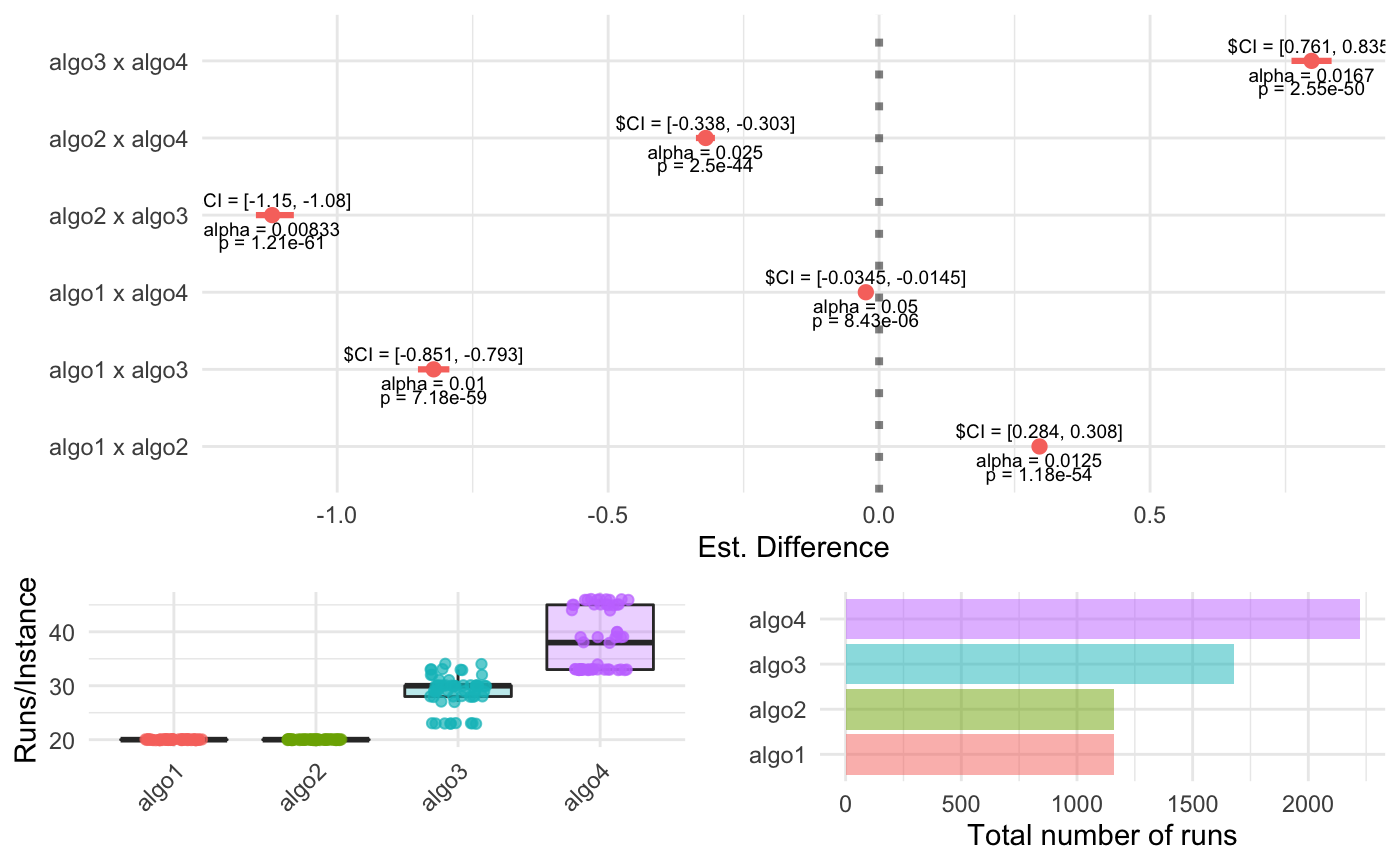 algo3 x algo4
$CI = [0.761, 0.835
alpha = 0.0167
p = 2.55e-50
algo2 x algo4
$CI = [-0.338, -0.303]
alpha = 0.025
p = 2.5e-44
algo2 x algo3
CI = [-1.15, -1.08]
alpha = 0.00833
p = 1.21e-61
algo1 x algo4
$CI = [-0.0345, -0.0145]
alpha = 0.05
p = 8.43e-06
algo1 x algo3
$CI = [-0.851, -0.793]
alpha = 0.01
p = 7.18e-59
algo1 x algo2
$CI = [0.284, 0.308]
alpha = 0.0125
p = 1.18e-54
-1.0 -0.5 0.0 0.5
Est. Difference
Runs/Instance
40
30
20
algo1 algo2 algo3 algo4
algo4
algo3
algo2
algo1
0 500 1000 1500 2000
Total number of runs